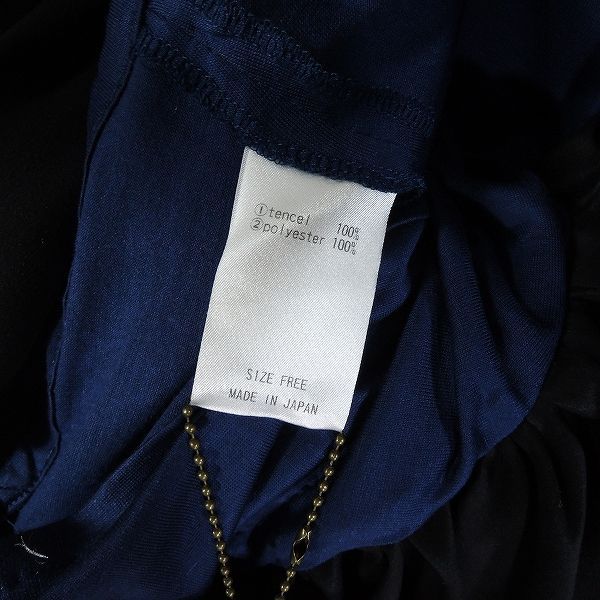 ①tencel 100%
②polyester 100%
SIZE FREE
MADE IN JAPAN